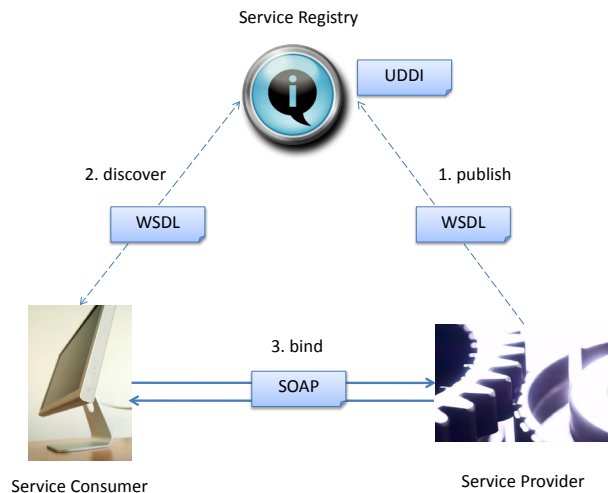 Service Registry
UDDI
2. discover
1. publish
WSDL
WSDL
3. bind
SOAP
Service Consumer
Service Provider